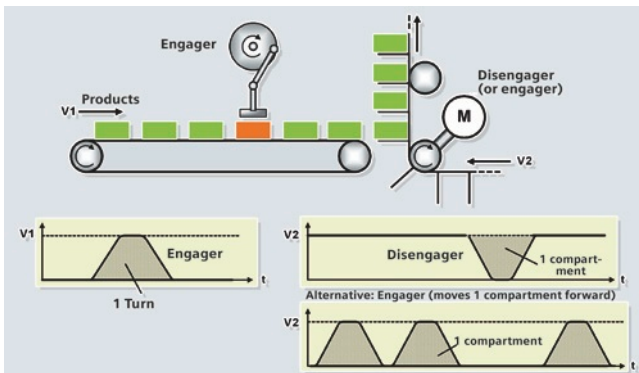 Engager
Products
V1
Disengager
(or engager)
M
V2
V1
Engager
t
1 Turn
V2
Disengager
1 compart-
ment
t
Alternative: Engager (moves 1 compartment forward)
V2
1 compartment
t